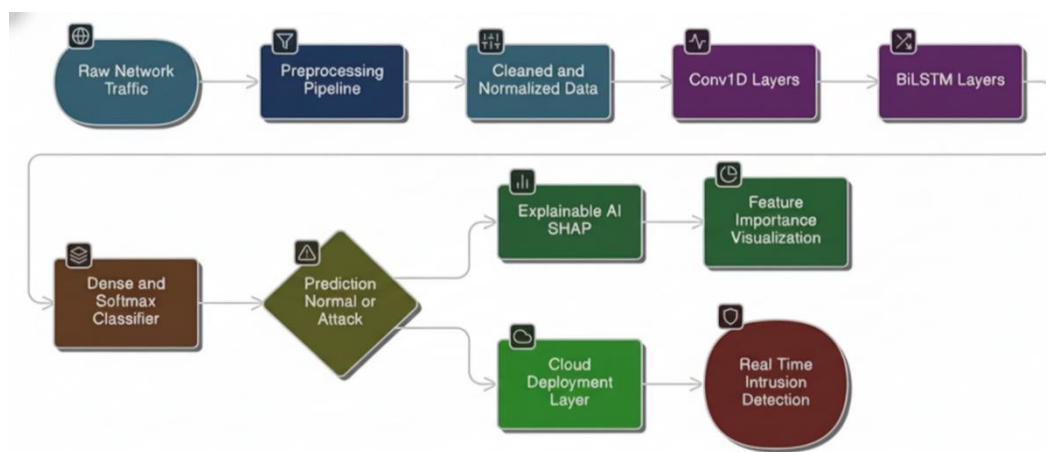 Raw Network
Traffic
Preprocessing
Pipeline
Cleaned and
Normalized Data
Conv1D Layers
BiLSTM Layers
Explainable AI
SHAP
Feature
Importance
Visualization
Dense and
Softmax
Classifier
Prediction
Normal or
Attack
Cloud
Deployment
Layer
Real Time
Intrusion
Detection